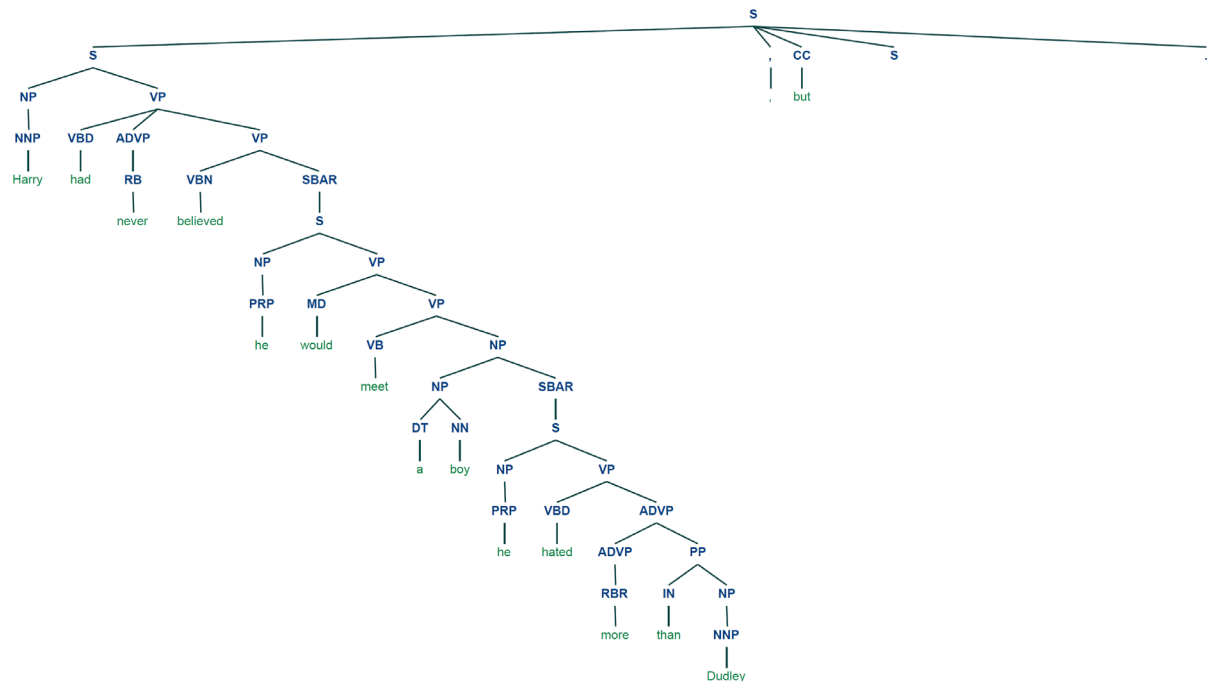 S
S , CC S .
NP VP , but
NNP VBD ADVP VP
Harry had RB VBN SBAR
never believed S
NP VP
PRP MD VP
he would VB NP
meet NP SBAR
DT NN S
a boy NP VP
PRP VBD ADVP
he hated ADVP PP
RBR IN NP
more than NNP
Dudley